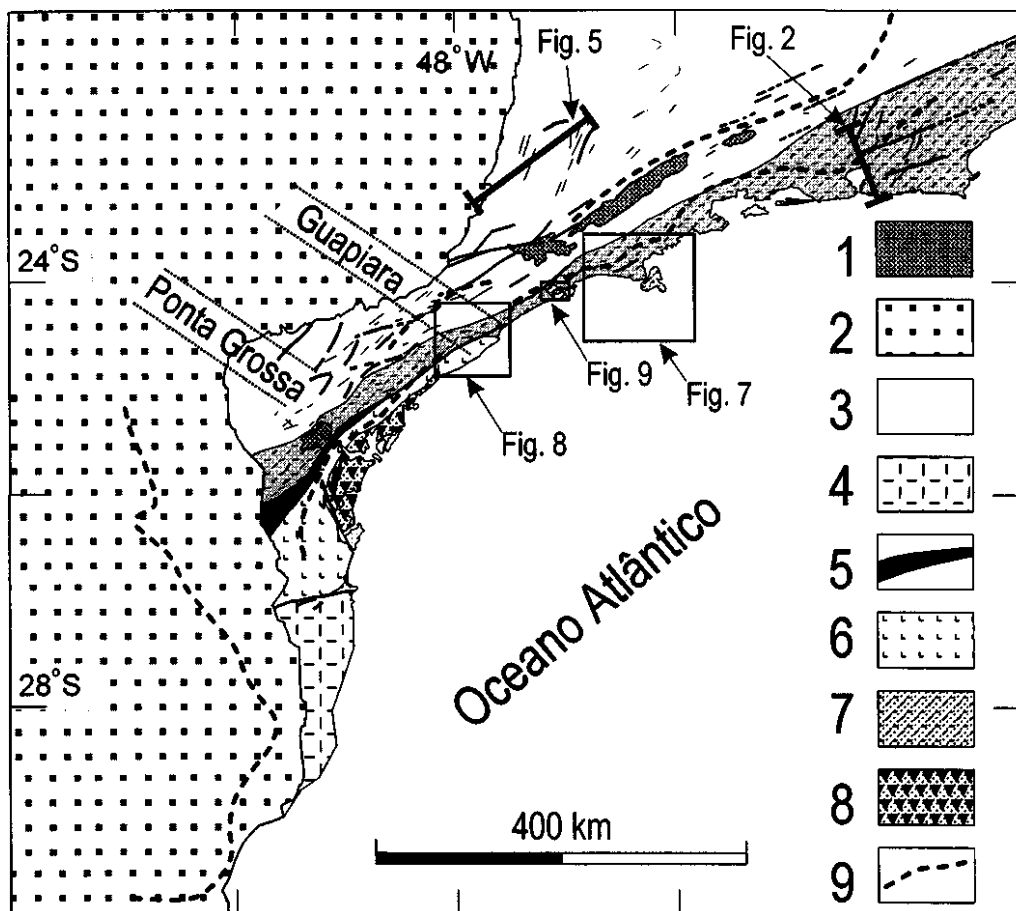 48°W
Fig. 5
Fig. 2
24°S
Guapiara
Ponta Grossa
Fig. 9
Fig. 7
Fig. 8
28°S
Oceano Atlântico
400 km
1
2
3
4
5
6
7
8
9